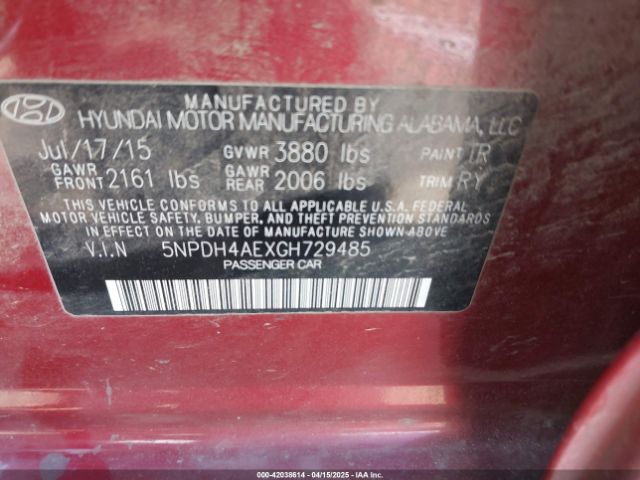 MANUFACTURED BY
HYUNDAI MOTOR MANUFACTURING ALABAMA, LLC
Jul/17/15 GVWR 3880 lbs PAINT TR
GAWR FRONT 2161 lbs GAWR REAR 2006 lbs TRIM RY
THIS VEHICLE CONFORMS TO ALL APPLICABLE U.S.A. FEDERAL
MOTOR VEHICLE SAFETY, BUMPER, AND THEFT PREVENTION STANDARDS
IN EFFECT ON THE DATE OF MANUFACTURE SHOWN ABOVE.
V.I.N 5NPDH4AEXGH729485
PASSENGER CAR
000-42038614 - 04/15/2025 - IAA Inc.